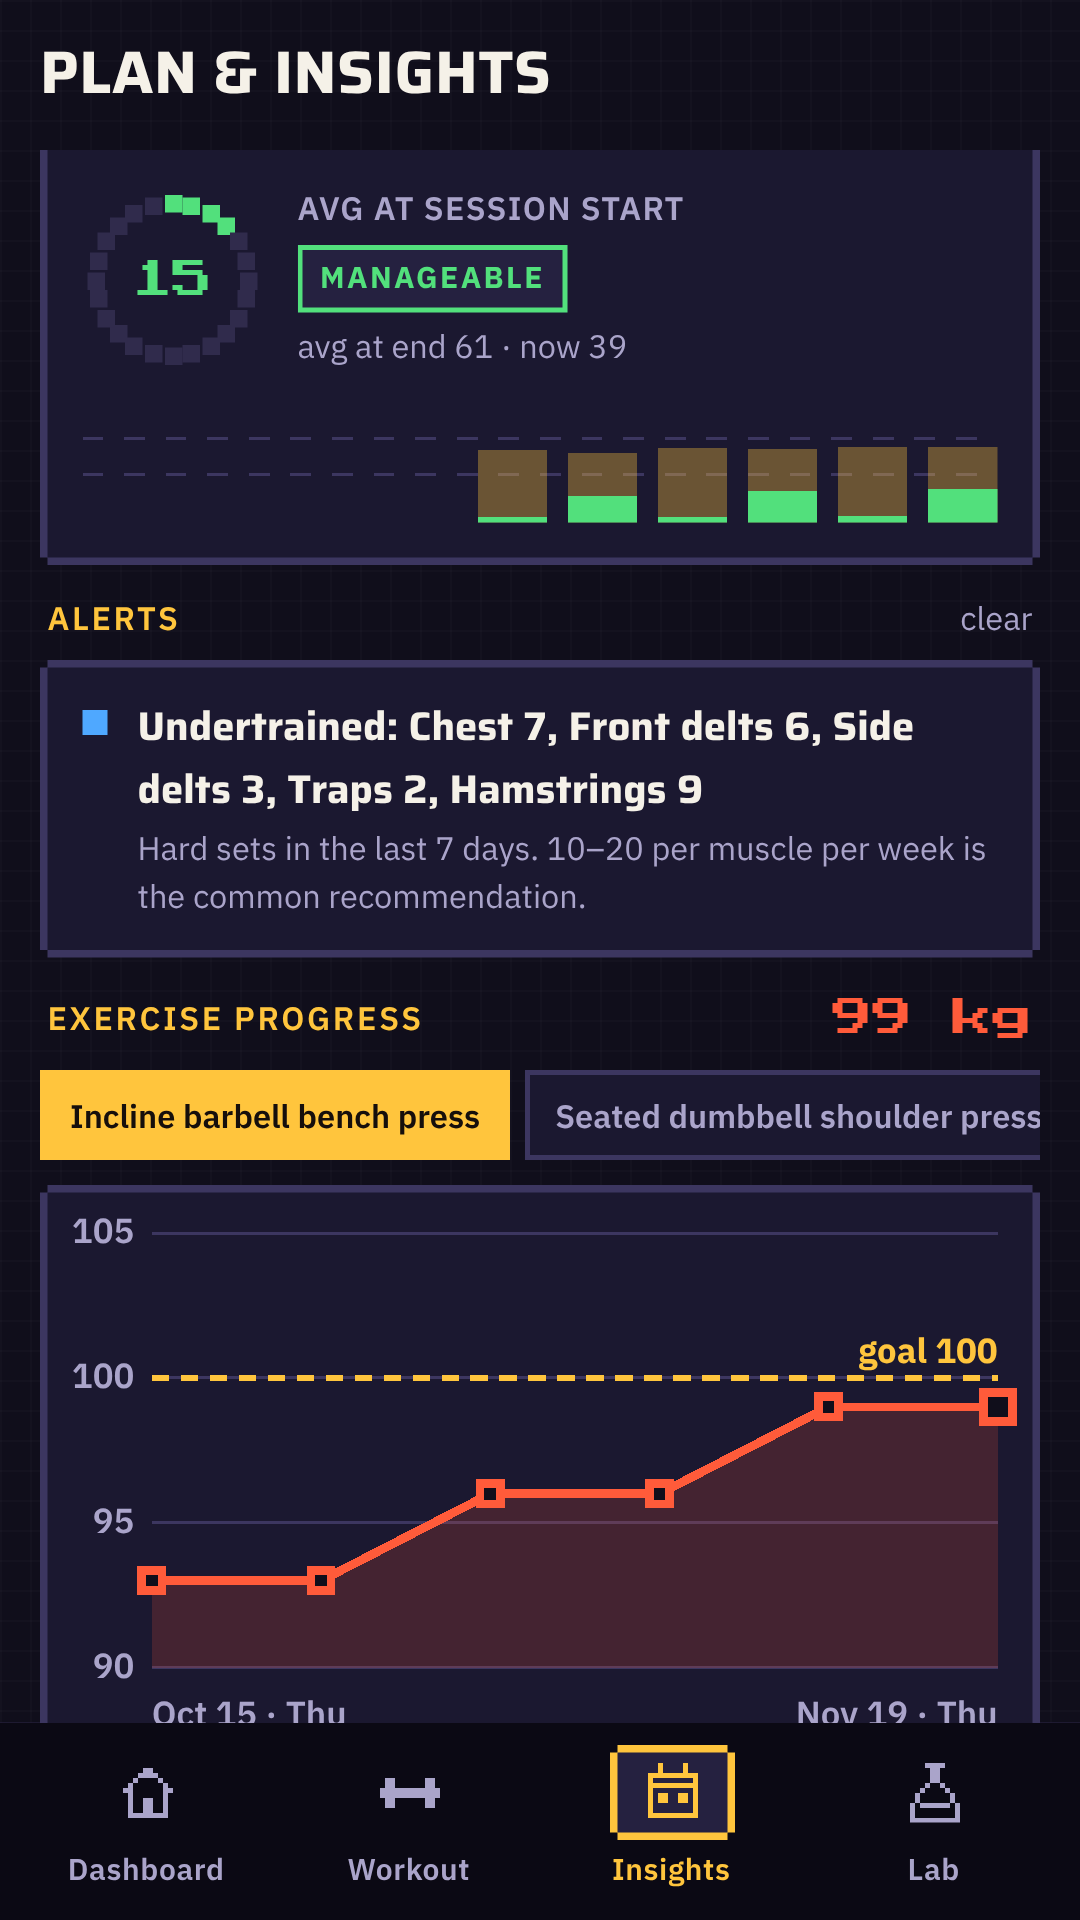 PLAN & INSIGHTS
15
AVG AT SESSION START
MANAGEABLE
avg at end 61 · now 39
ALERTS
clear
Undertrained: Chest 7, Front delts 6, Side
delts 3, Traps 2, Hamstrings 9
Hard sets in the last 7 days. 10–20 per muscle per week is
the common recommendation.
EXERCISE PROGRESS
99 kg
Incline barbell bench press
Seated dumbbell shoulder press
105
goal 100
100
95
90
Oct 15 · Thu
Nov 19 · Thu
Dashboard
Workout
Insights
Lab